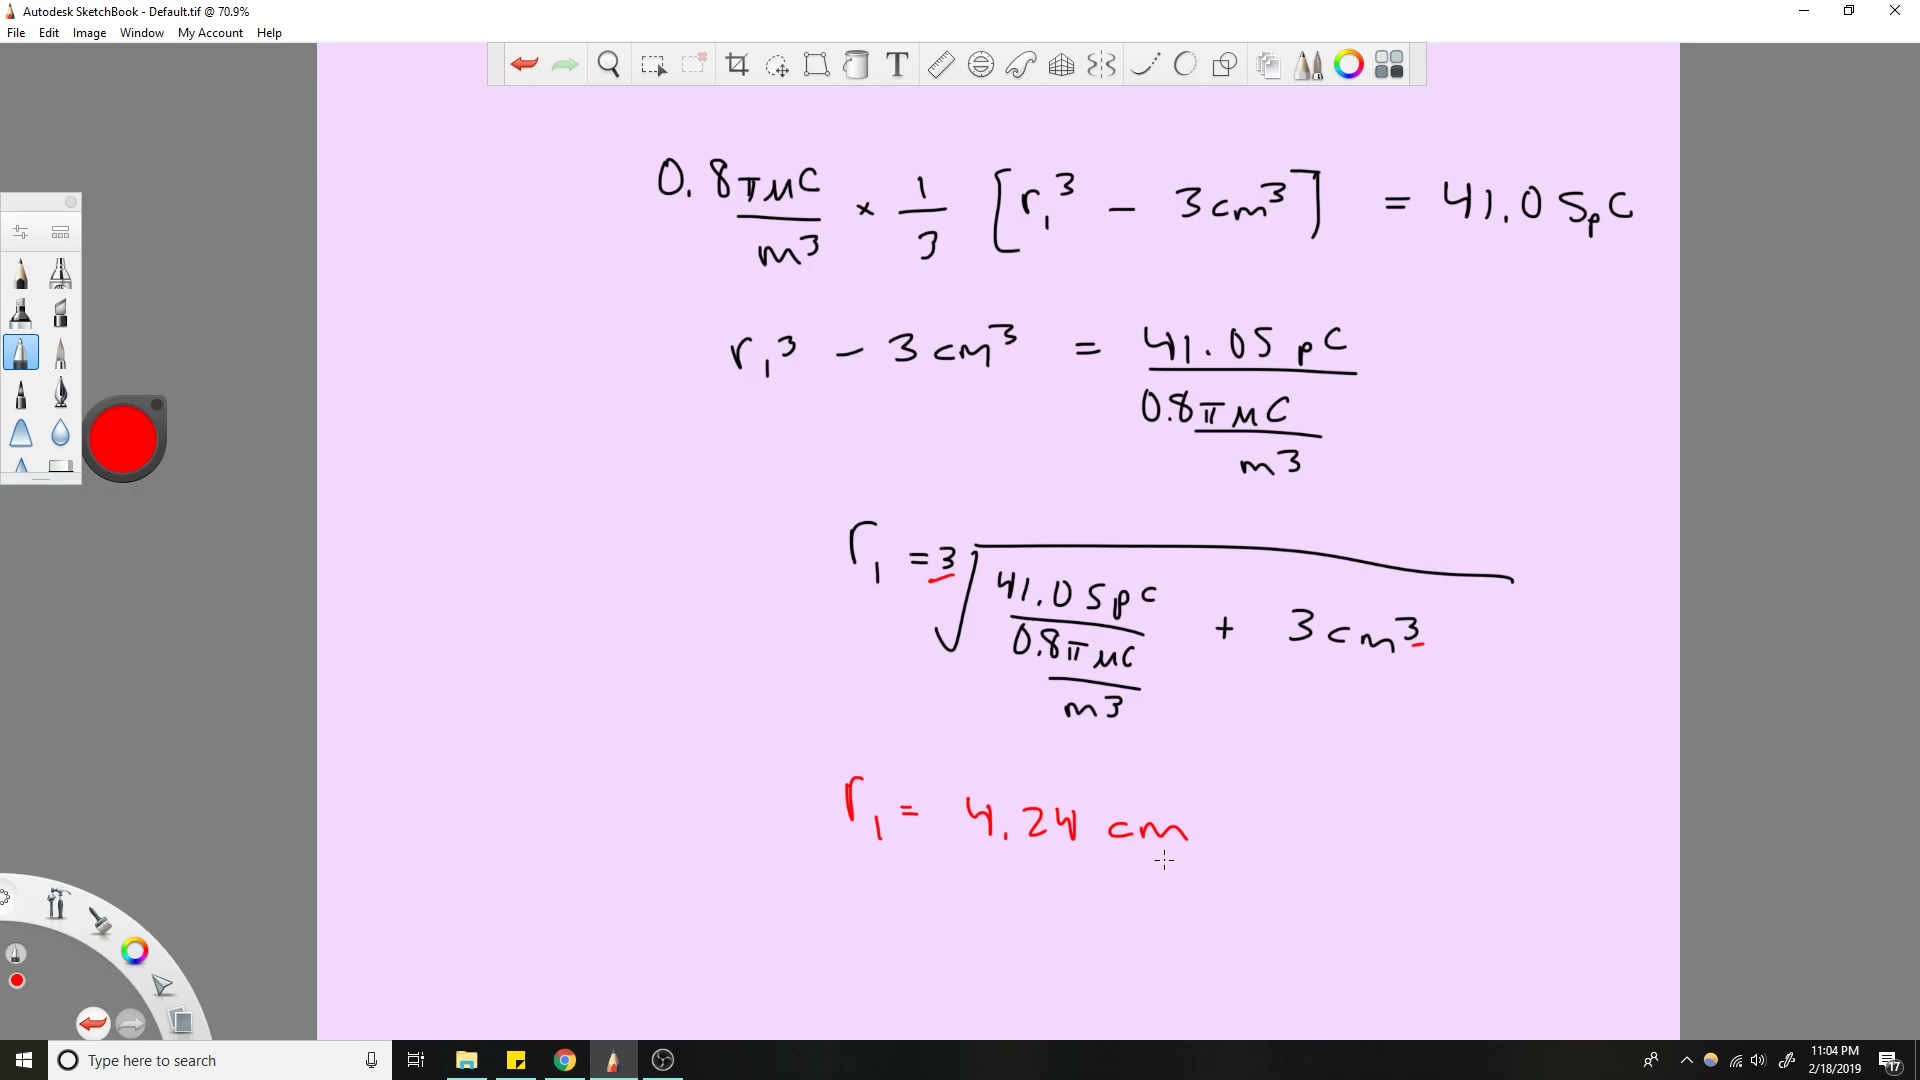 Autodesk SketchBook - Default.tif @ 70.9%
File Edit Image Window My Account Help
0.8πμC/m³ × 1/3 [r₁³ − 3cm³] = 41.05pC
r₁³ − 3cm³ = 41.05pC / 0.8πμC/m³
r₁ = ³√(41.05pC / 0.8πμC/m³ + 3cm³)
r₁ = 4.24 cm
Type here to search
11:04 PM
2/18/2019
17